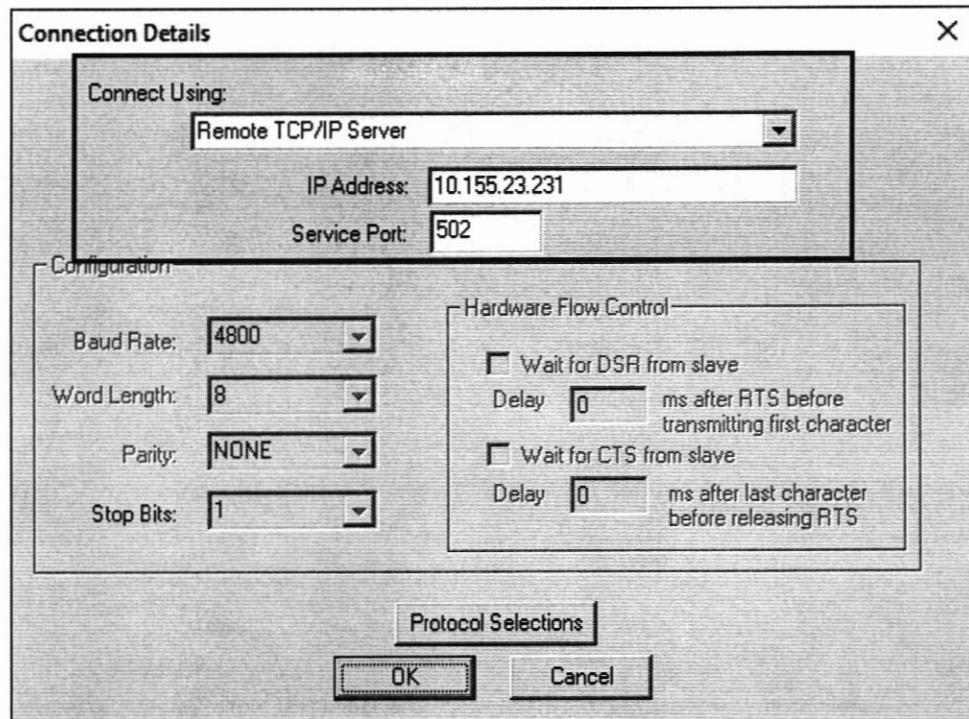 Connection Details
Connect Using:
Remote TCP/IP Server
IP Address: 10.155.23.231
Service Port: 502
Configuration
Baud Rate: 4800
Word Length: 8
Parity: NONE
Stop Bits: 1
Hardware Flow Control
Wait for DSR from slave
Delay 0 ms after RTS before
transmitting first character
Wait for CTS from slave
Delay 0 ms after last character
before releasing RTS
Protocol Selections
OK Cancel